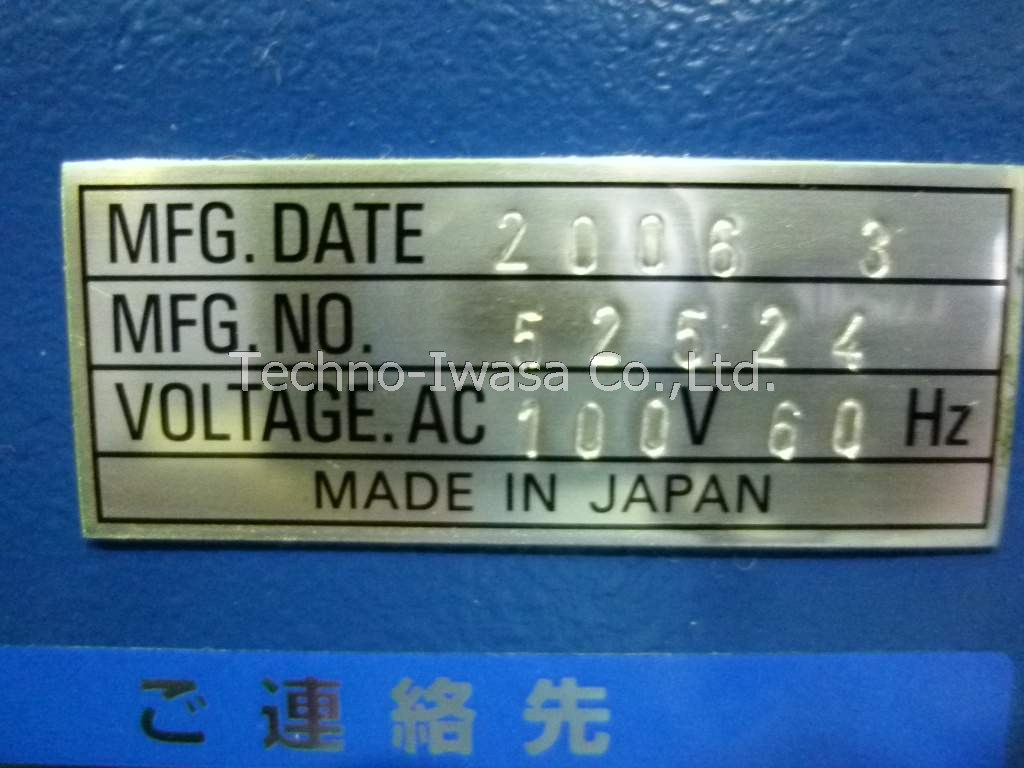 MFG. DATE 2006 3
MFG. NO. 52524
Techno-Iwasa Co.,Ltd.
VOLTAGE. AC 100V 60 Hz
MADE IN JAPAN
ご連絡先